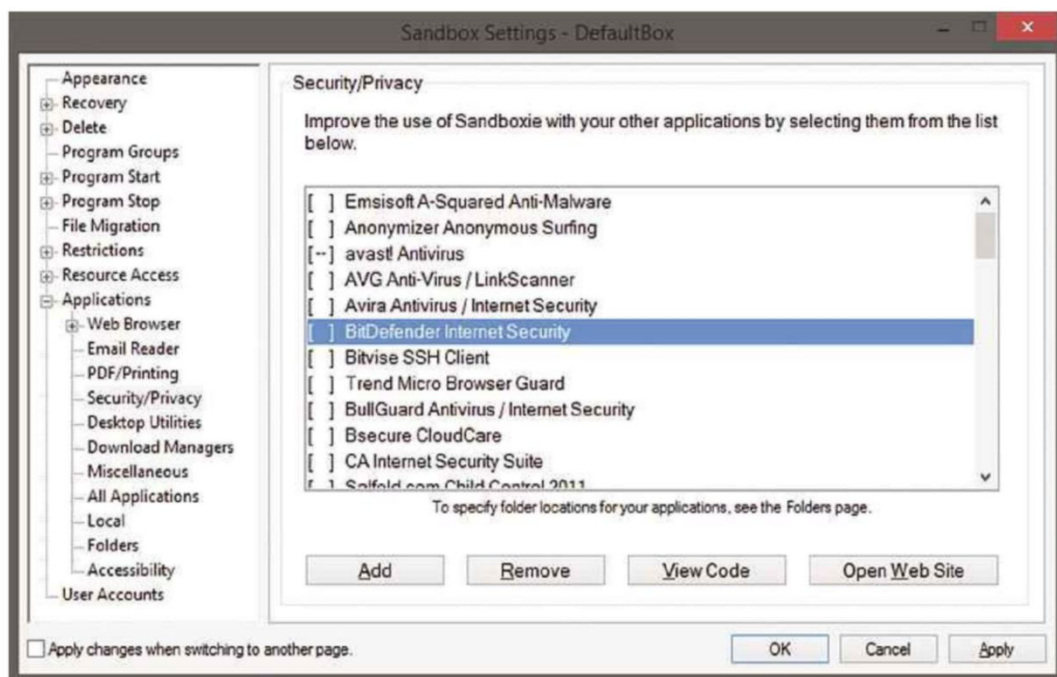 Sandbox Settings - DefaultBox
Appearance
Recovery
Delete
Program Groups
Program Start
Program Stop
File Migration
Restrictions
Resource Access
Applications
Web Browser
Email Reader
PDF/Printing
Security/Privacy
Desktop Utilities
Download Managers
Miscellaneous
All Applications
Local
Folders
Accessibility
User Accounts
Security/Privacy
Improve the use of Sandboxie with your other applications by selecting them from the list
below.
[ ] Emsisoft A-Squared Anti-Malware
[ ] Anonymizer Anonymous Surfing
[--] avast! Antivirus
[ ] AVG Anti-Virus / LinkScanner
[ ] Avira Antivirus / Internet Security
[ ] BitDefender Internet Security
[ ] Bitvise SSH Client
[ ] Trend Micro Browser Guard
[ ] BullGuard Antivirus / Internet Security
[ ] Bsecure CloudCare
[ ] CA Internet Security Suite
[ ] Salfeld.com Child Control 2011
To specify folder locations for your applications, see the Folders page.
Add Remove View Code Open Web Site
Apply changes when switching to another page.
OK Cancel Apply